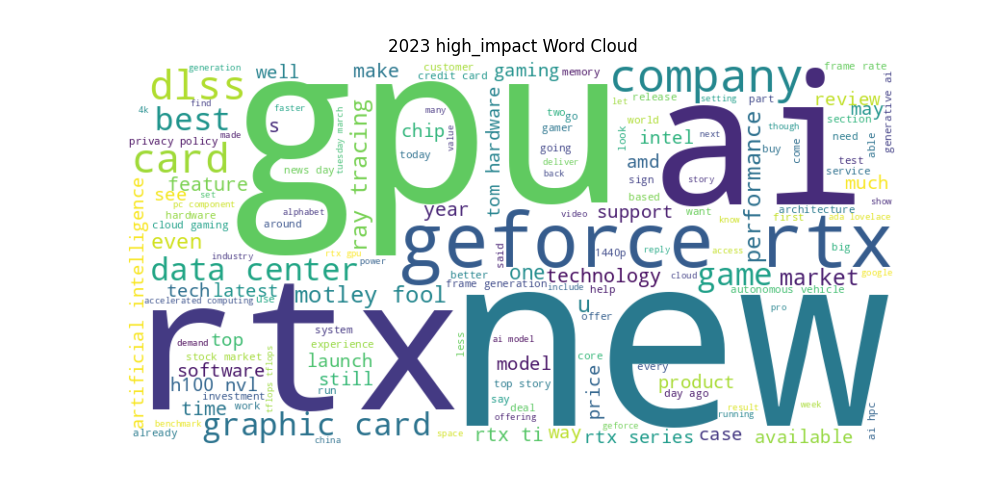 2023 high_impact Word Cloud
generation
dlss
well
make
customer
credit card
gaming
memory
company
frame rate
best
find
4k
faster
made
privacy policy
s
tuesday march
gpu
ai
many
value
chip
today
tom hardware
two
go
gamer
going
deliver
back
let
release
setting
world
look
intel
amd
sign
next
story
based
part
review
may
section
though
need
come
able
generative ai
buy
test
service
much
show
card
feature
see
set
pc component
hardware
cloud gaming
news day
ray tracing
alphabet
around
year
video
support
want
know
performance
architecture
first
ada lovelace
even
industry
rtx gpu
power
geforce rtx
said
1440p
reply
access
big
data center
better
frame generation
include
one
technology
help
cloud
game
market
google
autonomous vehicle
artificial intelligence
tech
latest
accelerated computing
use
motley fool
u
offer
pro
rtx
new
demand
top
stock market
system
experience
launch
still
run
software
h100 nvl
investment
time
work
tflops tflops
less
ai model
model
top story
say
deal
offering
core
price
every
product
day ago
running
result
week
ai hpc
benchmark
already
graphic card
china
space
rtx ti
way
geforce
rtx series
case
available